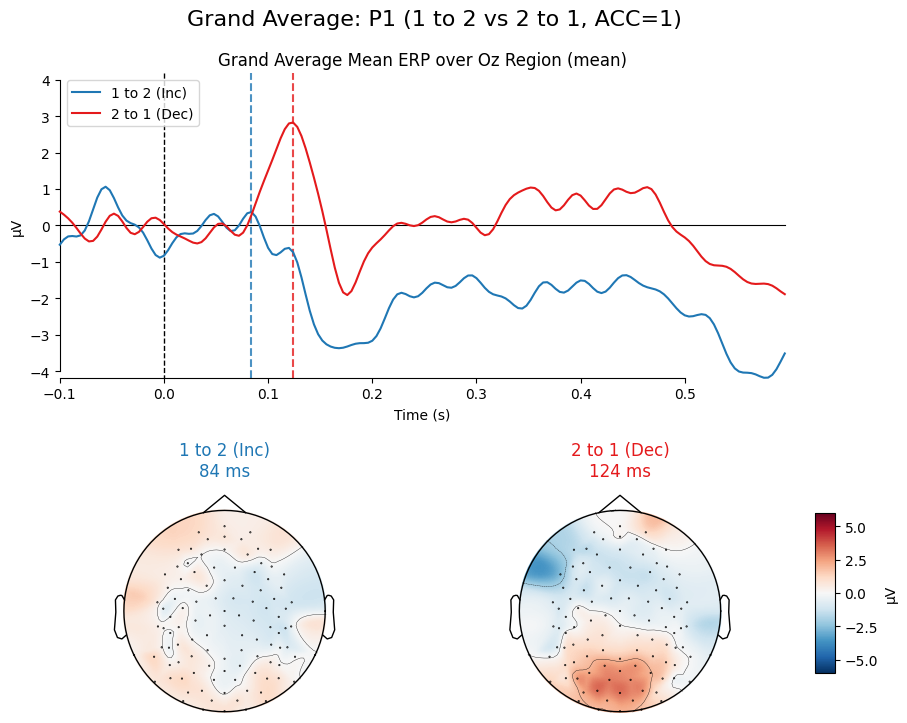 Grand Average: P1 (1 to 2 vs 2 to 1, ACC=1)
Grand Average Mean ERP over Oz Region (mean)
1 to 2 (Inc)
2 to 1 (Dec)
4
3
2
1
0
−1
−2
−3
−4
µV
−0.1
0.0
0.1
0.2
0.3
0.4
0.5
Time (s)
1 to 2 (Inc)
84 ms
2 to 1 (Dec)
124 ms
5.0
2.5
0.0
−2.5
−5.0
µV